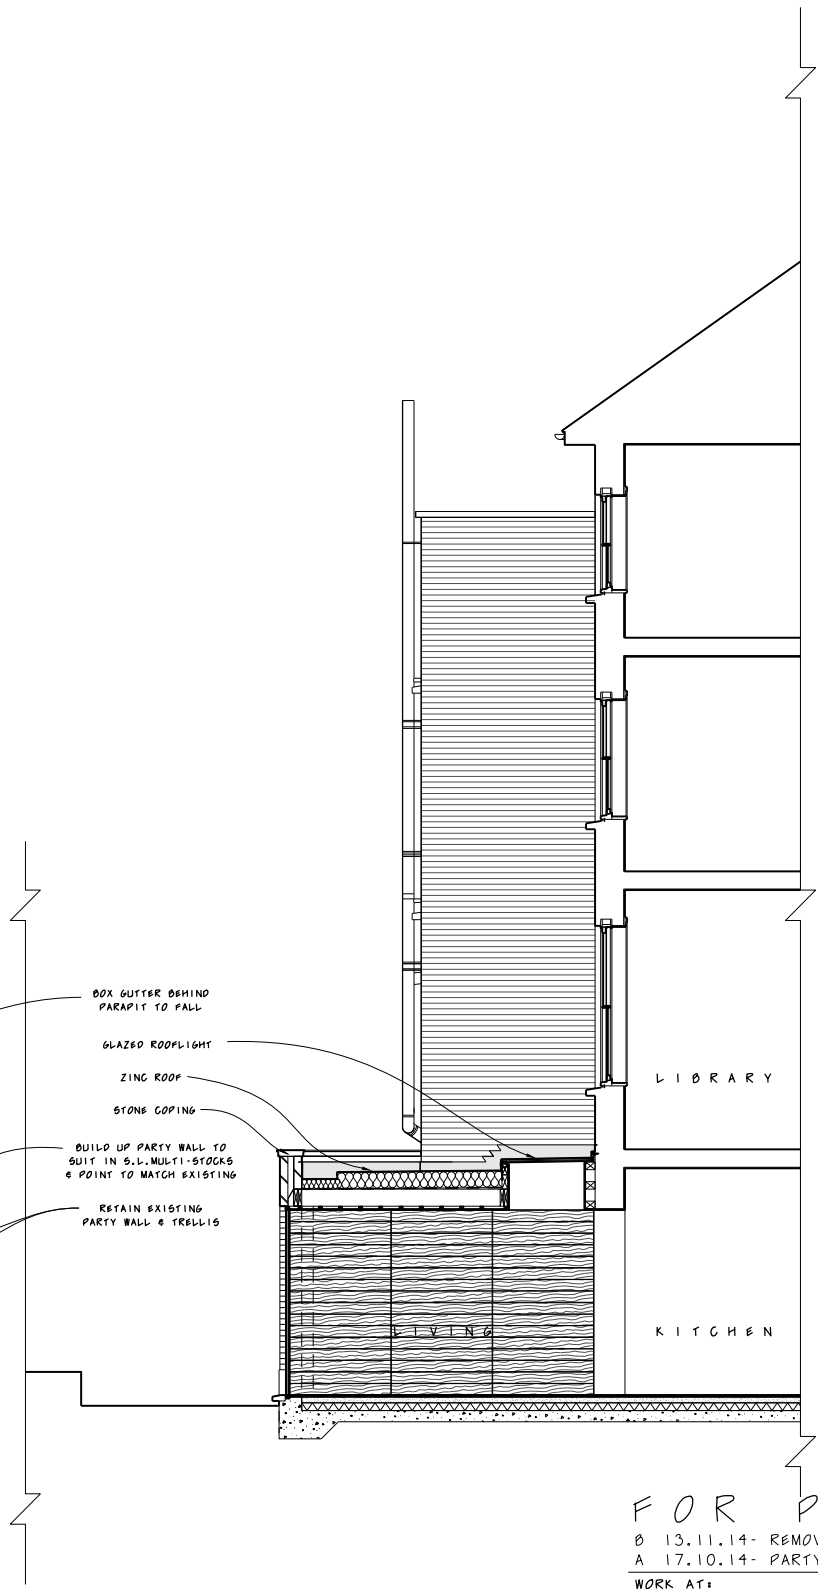 BOX GUTTER BEHIND
PARAPIT TO FALL
GLAZED ROOFLIGHT
ZINC ROOF
STONE COPING
BUILD UP PARTY WALL TO
SUIT IN S.L.MULTI-STOCKS
& POINT TO MATCH EXISTING
RETAIN EXISTING
PARTY WALL & TRELLIS
LIBRARY
LIVING
KITCHEN
FOR P
B 13.11.14- REMOV
A 17.10.14- PARTY
WORK AT: